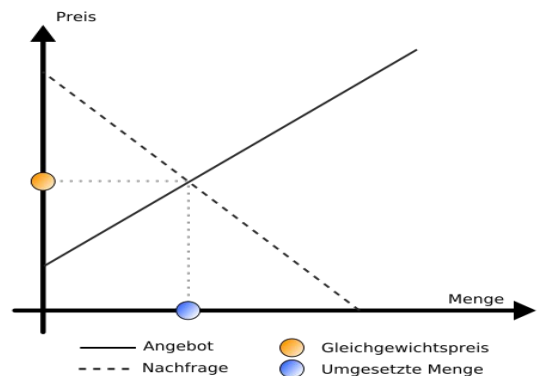 Preis
Menge
Angebot
Gleichgewichtspreis
Nachfrage
Umgesetzte Menge